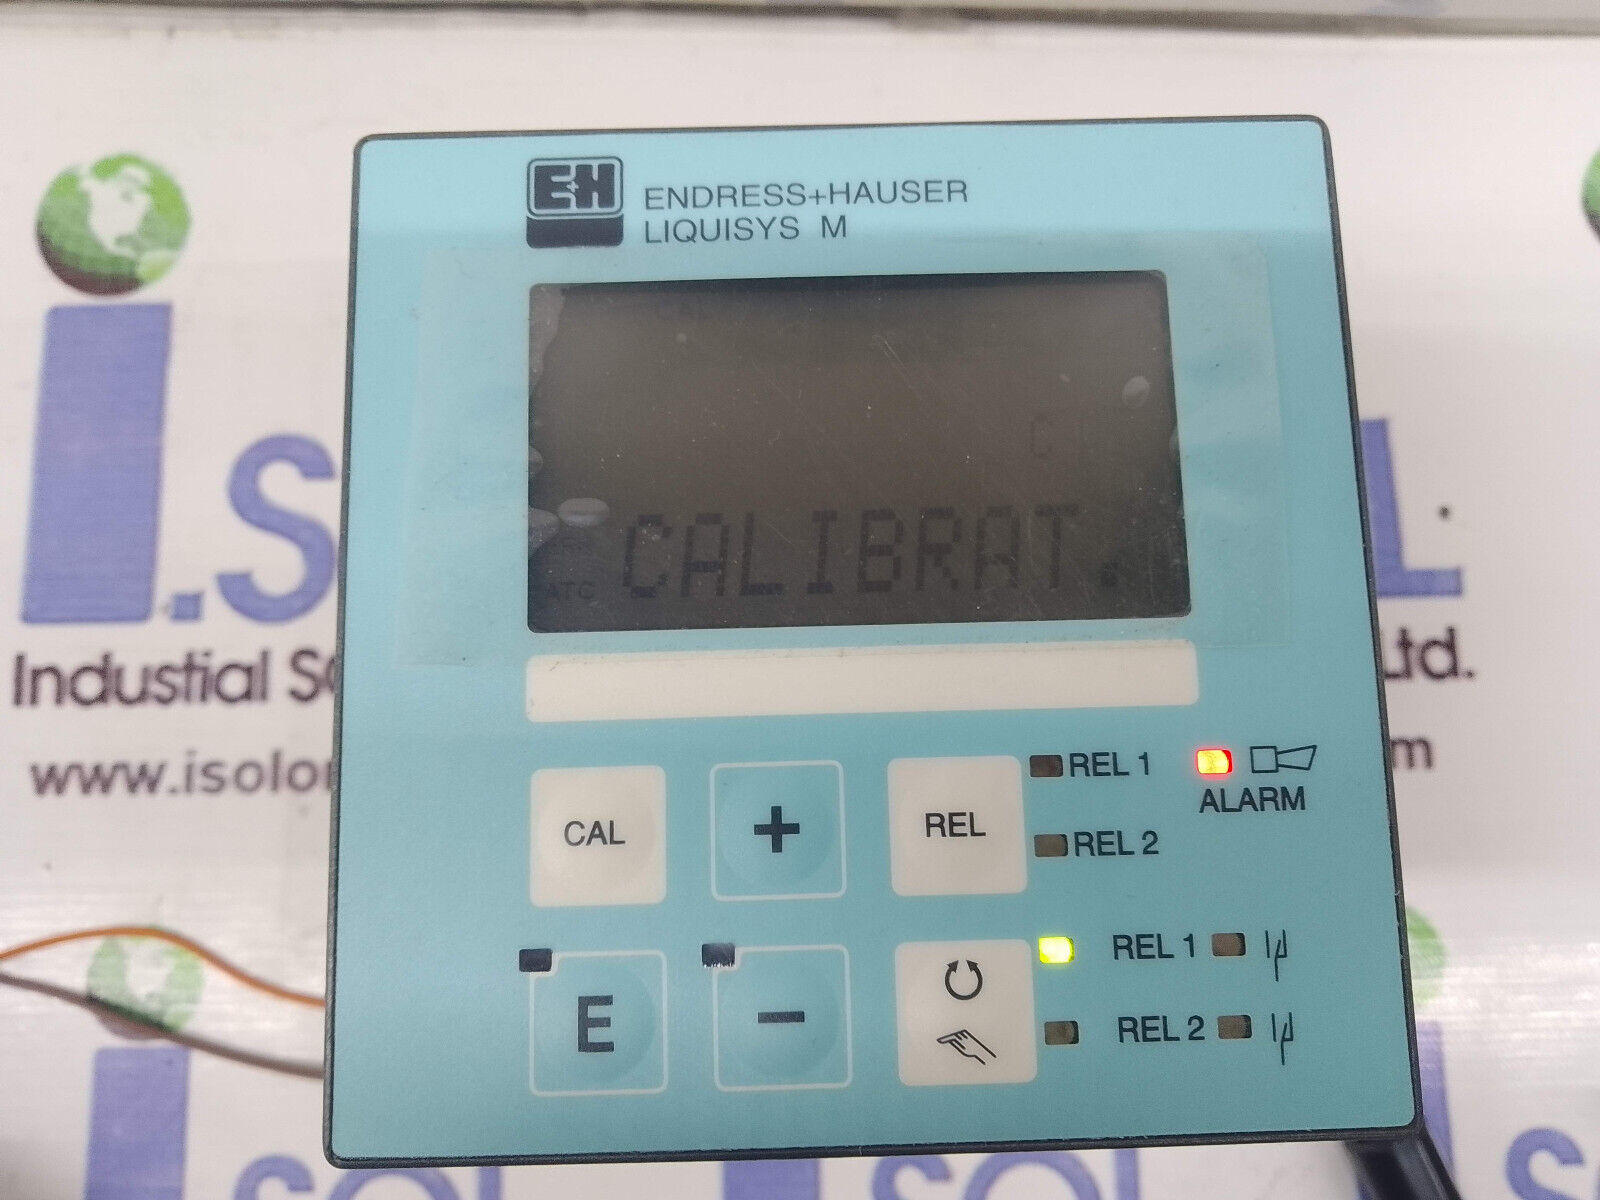 E+H
ENDRESS+HAUSER
LIQUISYS M
C
CALIBRAT.
ATC
CAL
+
REL
REL 1
REL 2
ALARM
E
−
REL 1
REL 2
i.sOL
Industial
Ltd.
www.isolo
m